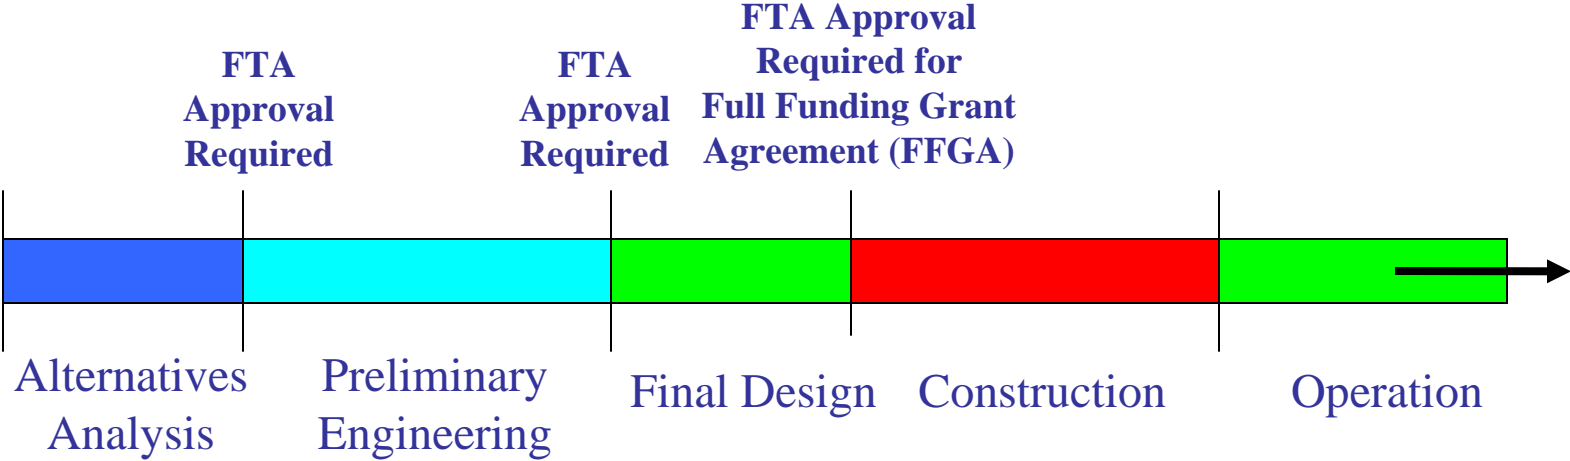 FTA
Approval
Required
FTA
Approval
Required
FTA Approval
Required for
Full Funding Grant
Agreement (FFGA)
Alternatives
Analysis
Preliminary
Engineering
Final Design
Construction
Operation